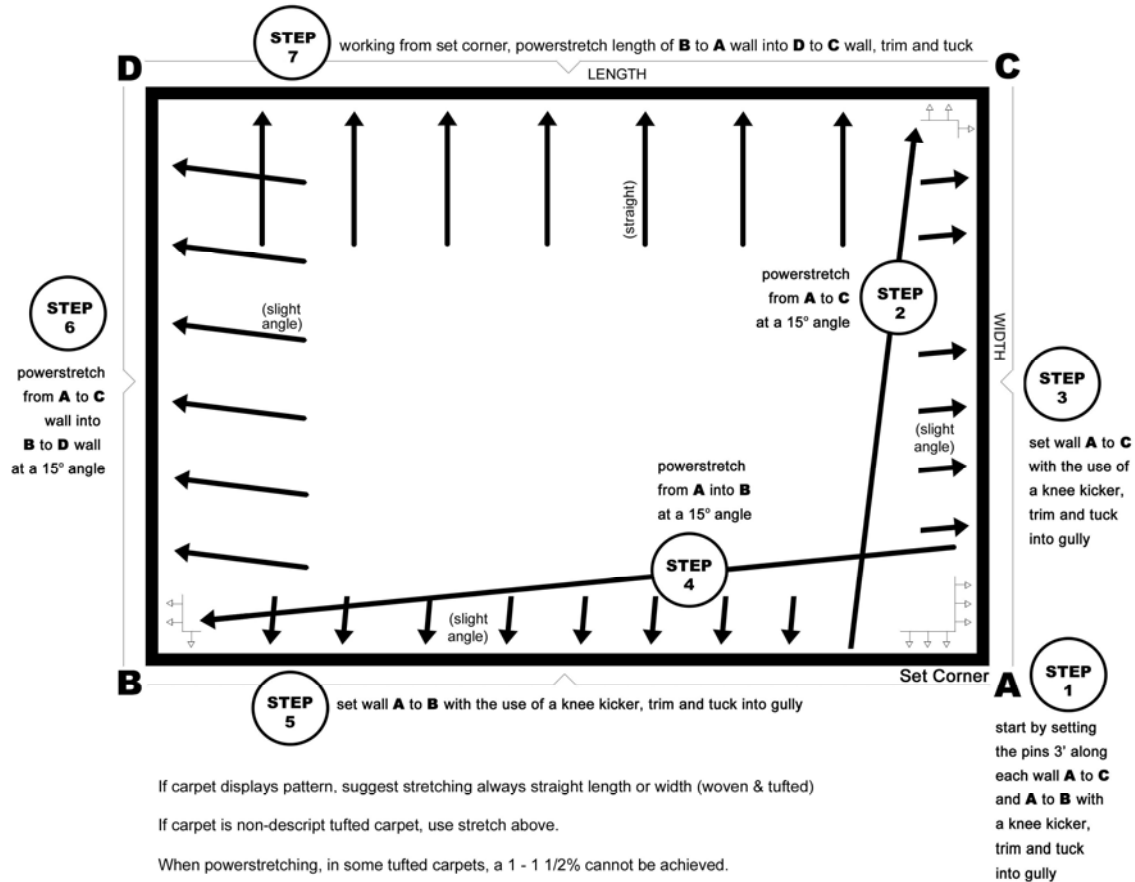 STEP
7
working from set corner, powerstretch length of B to A wall into D to C wall, trim and tuck
D
LENGTH
C
(straight)
powerstretch
from A to C
at a 15º angle
STEP
2
WIDTH
STEP
6
powerstretch
from A to C
wall into
B to D wall
at a 15º angle
(slight
angle)
STEP
3
set wall A to C
with the use of
a knee kicker,
trim and tuck
into gully
(slight
angle)
powerstretch
from A into B
at a 15º angle
STEP
4
(slight
angle)
B
Set Corner
A
STEP
1
start by setting
the pins 3' along
each wall A to C
and A to B with
a knee kicker,
trim and tuck
into gully
STEP
5
set wall A to B with the use of a knee kicker, trim and tuck into gully
If carpet displays pattern, suggest stretching always straight length or width (woven & tufted)
If carpet is non-descript tufted carpet, use stretch above.
When powerstretching, in some tufted carpets, a 1 - 1 1/2% cannot be achieved.